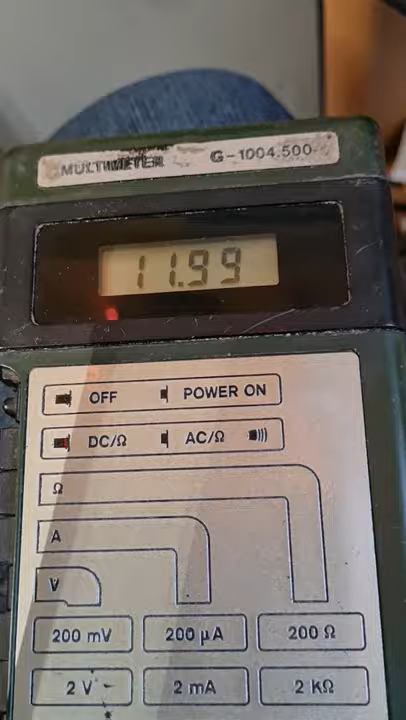 MULTIMETER G-1004.500
11.99
OFF POWER ON
DC/Ω AC/Ω
Ω
A
V
200 mV 200 µA 200 Ω
2 V 2 mA 2 KΩ